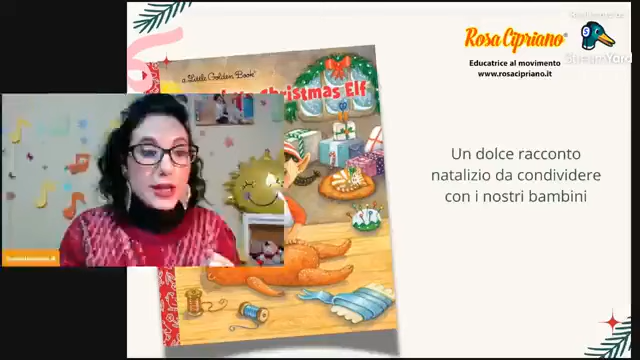 Rosa Cipriano®
Educatrice al movimento
www.rosacipriano.it
StreamYard
a Little Golden Book®
Christmas Elf
Un dolce racconto
natalizio da condividere
con i nostri bambini